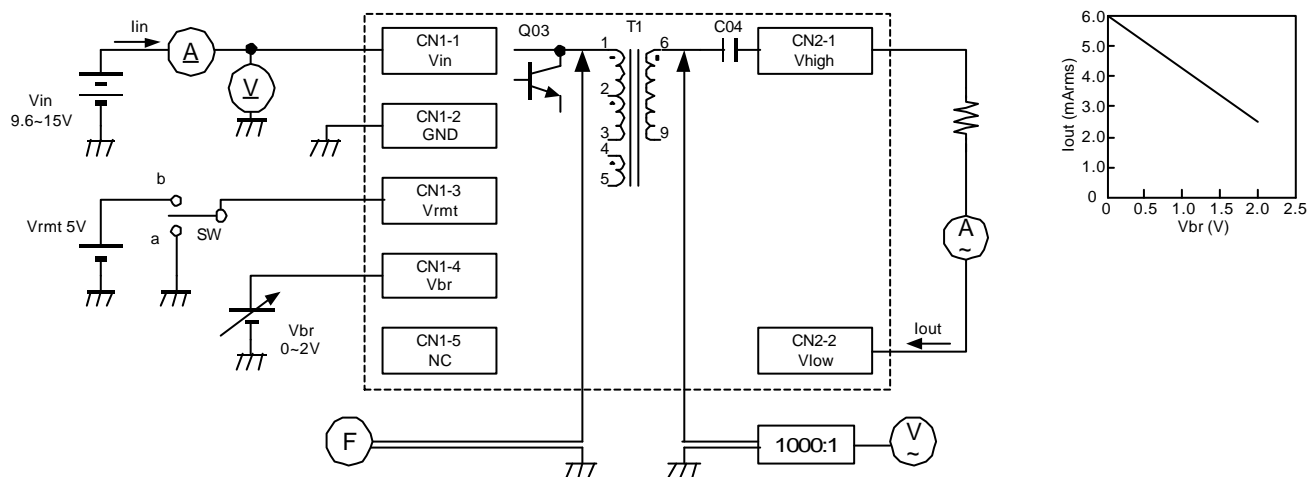 Iin
A
V
Vin
9.6~15V
Vrmt 5V
b
a
SW
Vbr
0~2V
CN1-1
Vin
CN1-2
GND
CN1-3
Vrmt
CN1-4
Vbr
CN1-5
NC
Q03
T1
1
2
3
4
5
6
9
C04
CN2-1
Vhigh
CN2-2
Vlow
A
~
Iout
F
1000:1
V
~
Iout (mArms)
6.0
5.0
4.0
3.0
2.0
1.0
0
0 0.5 1.0 1.5 2.0 2.5
Vbr (V)